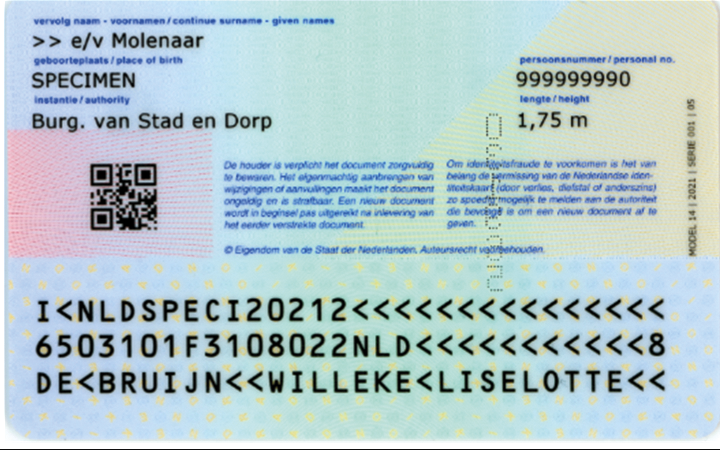 vervolg naam - voornamen / continue surname - given names
>> e/v Molenaar
geboorteplaats / place of birth
SPECIMEN
persoonsnummer / personal no.
999999990
instantie / authority
Burg. van Stad en Dorp
lengte / height
1,75 m
De houder is verplicht het document zorgvuldig
te bewaren. Het eigenmachtig aanbrengen van
wijzigingen of aanvullingen maakt het document
ongeldig en is strafbaar. Een nieuw document
wordt in beginsel pas uitgereikt na inlevering van
het eerder verstrekte document.
Om identiteitsfraude te voorkomen is het van
belang de vermissing van de Nederlandse iden-
titeitskaart (door verlies, diefstal of anderszins)
zo spoedig mogelijk te melden aan de autoriteit
die bevoegd is om een nieuw document af te
geven.
© Eigendom van de Staat der Nederlanden. Auteursrecht voorbehouden.
MODEL 14 | 2021 | SERIE 001 | 05
I<NLDSPECI20212<<<<<<<<<<<<<<<
6503101F3108022NLD<<<<<<<<<<<8
DE<BRUIJN<<WILLEKE<LISELOTTE<<